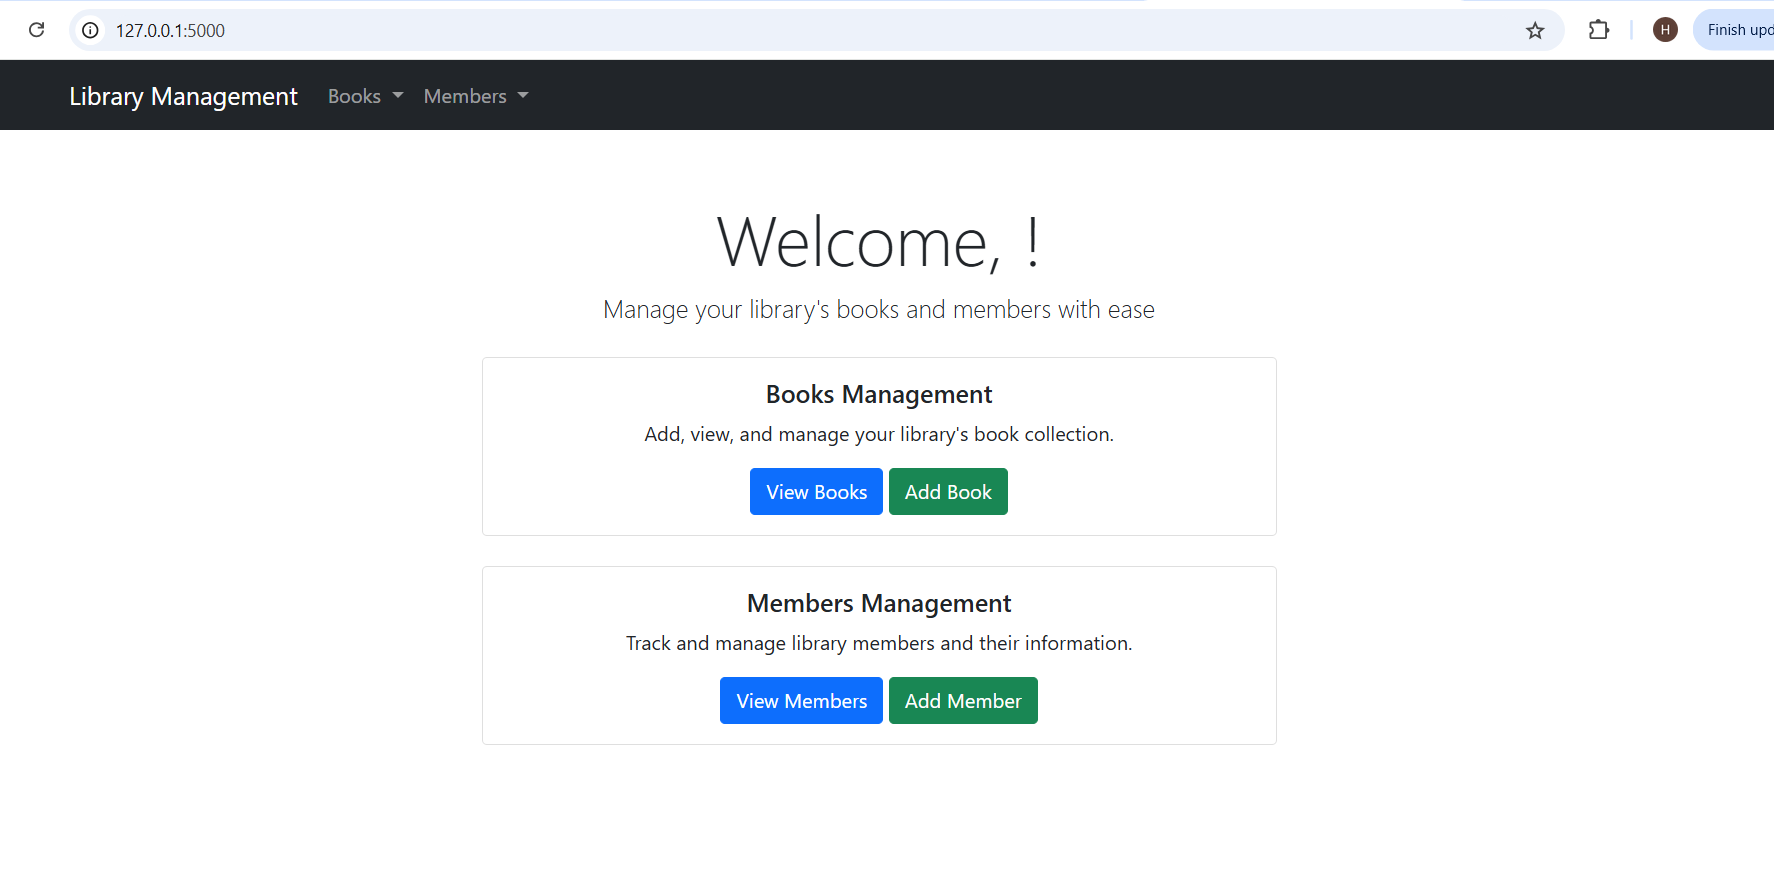 127.0.0.1:5000
H
Finish upd
Library Management Books Members
Welcome, !
Manage your library's books and members with ease
Books Management
Add, view, and manage your library's book collection.
View Books Add Book
Members Management
Track and manage library members and their information.
View Members Add Member